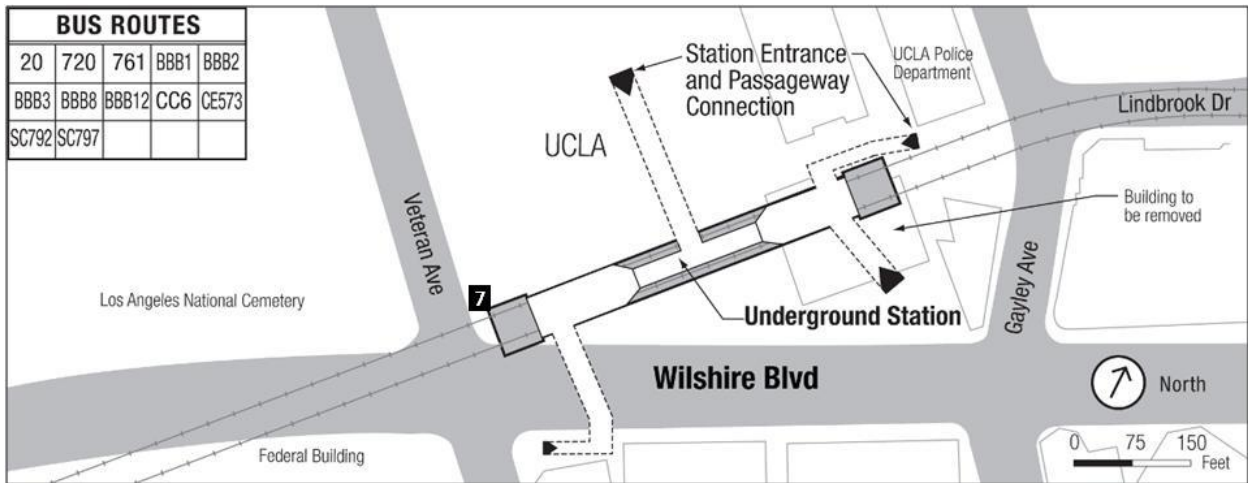 BUS ROUTES
20 720 761 BBB1 BBB2
BBB3 BBB8 BBB12 CC6 CE573
SC792 SC797
Station Entrance
and Passageway
Connection
UCLA Police
Department
Lindbrook Dr
UCLA
Veteran Ave
Building to
be removed
Los Angeles National Cemetery
7
Gayley Ave
Underground Station
Wilshire Blvd
North
Federal Building
0 75 150
Feet